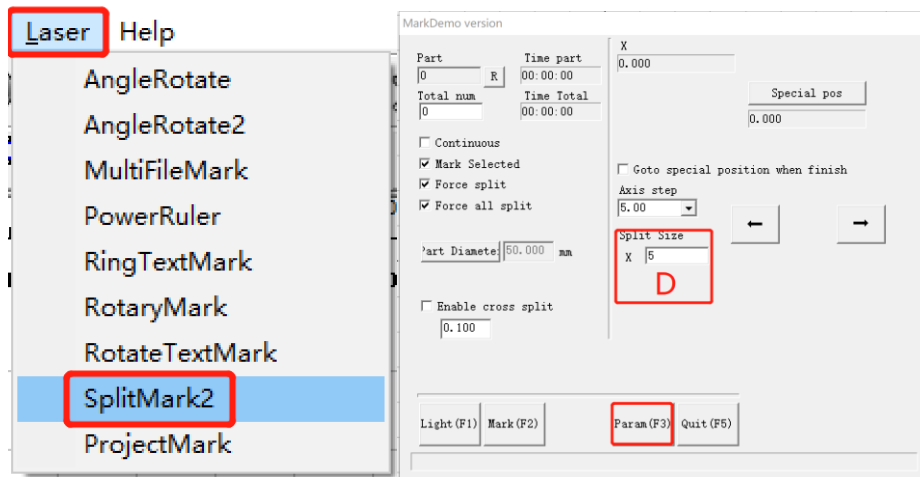 Laser Help
AngleRotate
AngleRotate2
MultiFileMark
PowerRuler
RingTextMark
RotaryMark
RotateTextMark
SplitMark2
ProjectMark
MarkDemo version
Part Time part
0 R 00:00:00
Total num Time Total
0 00:00:00
Continuous
Mark Selected
Force split
Force all split
Part Diamete 50.000 mm
Enable cross split
0.100
X
0.000
Special pos
0.000
Goto special position when finish
Axis step
5.00
← →
Split Size
X 5
D
Light(F1) Mark(F2) Param(F3) Quit(F5)